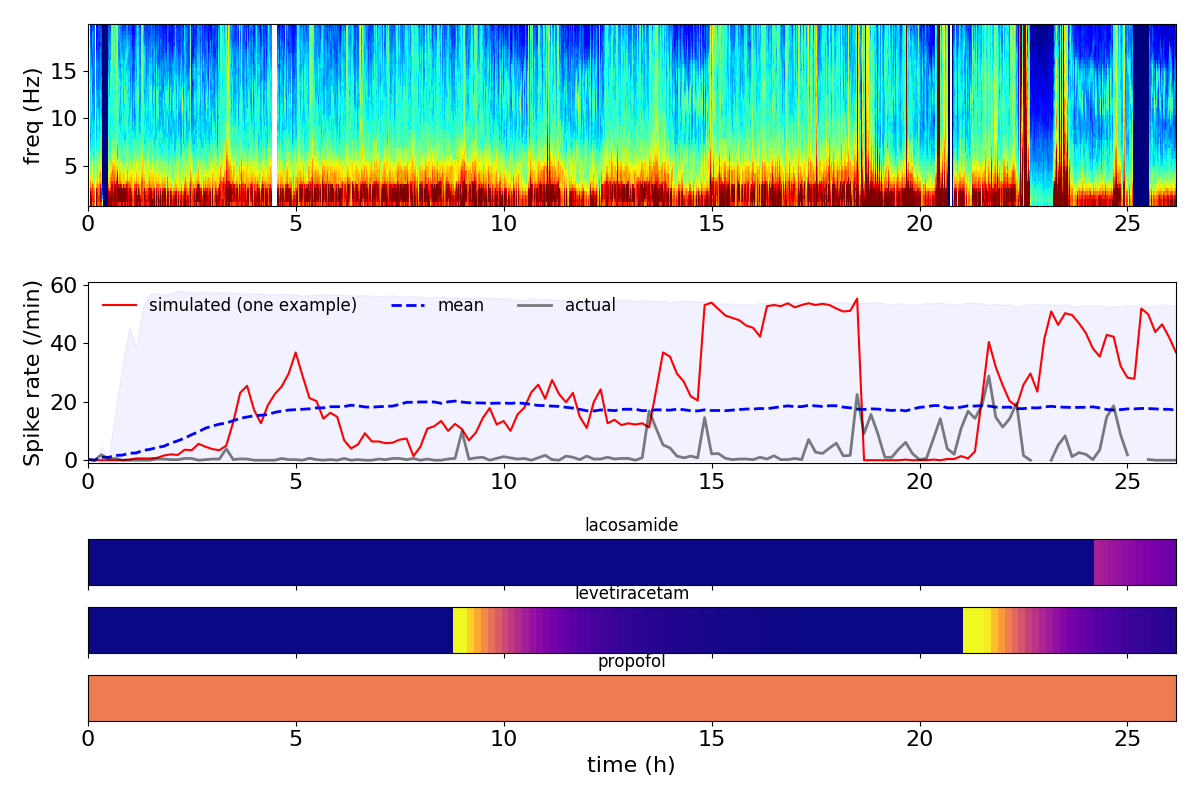 freq (Hz)
15
10
5
0 5 10 15 20 25
Spike rate (/min)
60
40
20
0
simulated (one example) mean actual
0 5 10 15 20 25
lacosamide
levetiracetam
propofol
0 5 10 15 20 25
time (h)